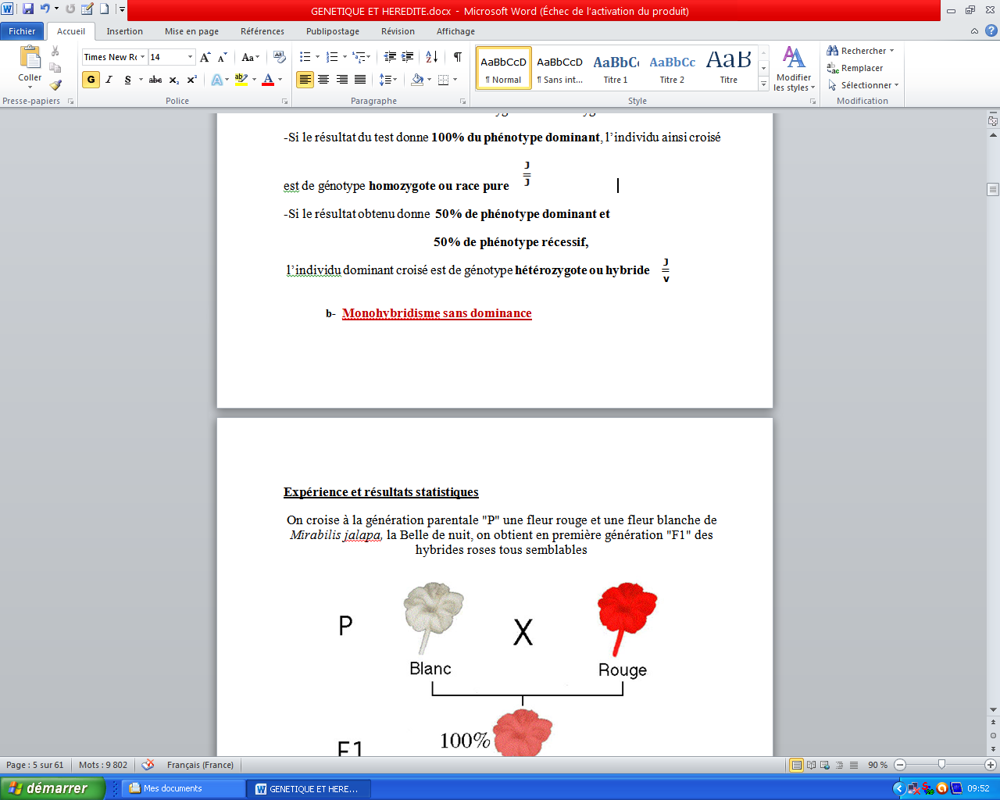 GENETIQUE ET HEREDITE.docx - Microsoft Word (Échec de l'activation du produit)
Fichier Accueil Insertion Mise en page Références Publipostage Révision Affichage
Coller
Presse-papiers
Times New Ro 14
G I S abc x₂ x²
Police
Paragraphe
AaBbCcD AaBbCcD AaBbC AaBbCc AaB
¶ Normal ¶ Sans int... Titre 1 Titre 2 Titre
Style
Modifier
les styles
Rechercher
Remplacer
Sélectionner
Modification
-Si le résultat du test donne 100% du phénotype dominant, l'individu ainsi croisé
est de génotype homozygote ou race pure J/J
-Si le résultat obtenu donne 50% de phénotype dominant et
50% de phénotype récessif,
l'individu dominant croisé est de génotype hétérozygote ou hybride J/v
b- Monohybridisme sans dominance
Expérience et résultats statistiques
On croise à la génération parentale "P" une fleur rouge et une fleur blanche de
Mirabilis jalapa, la Belle de nuit, on obtient en première génération "F1" des
hybrides roses tous semblables
P X
Blanc Rouge
100%
F1
Page : 5 sur 61 Mots : 9 802 Français (France) 90 %
démarrer Mes documents GENETIQUE ET HERE... 09:52